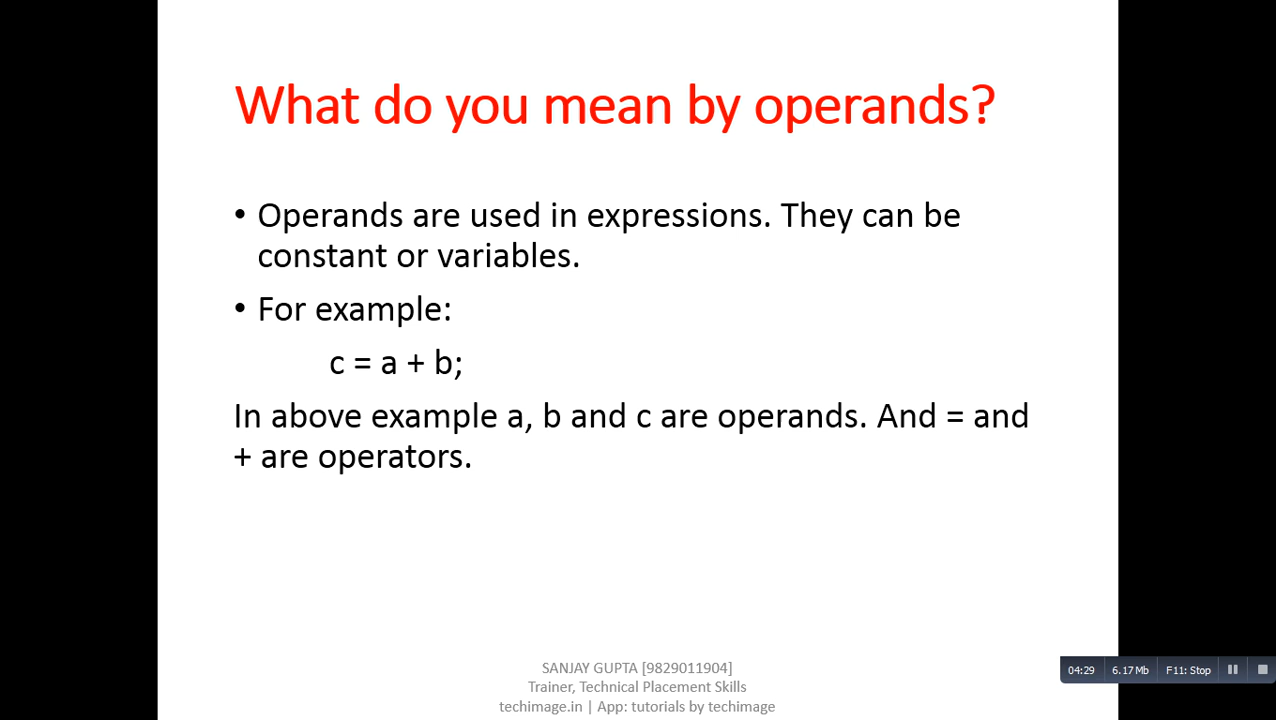 What do you mean by operands?
• Operands are used in expressions. They can be
constant or variables.
• For example:
c = a + b;
In above example a, b and c are operands. And = and
+ are operators.
SANJAY GUPTA [9829011904]
Trainer, Technical Placement Skills
techimage.in | App: tutorials by techimage
04:29 6.17 Mb F11: Stop